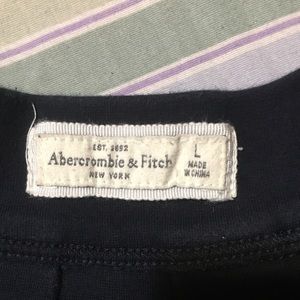 EST. 1892
Abercrombie & Fitch
NEW YORK
L
MADE
IN CHINA